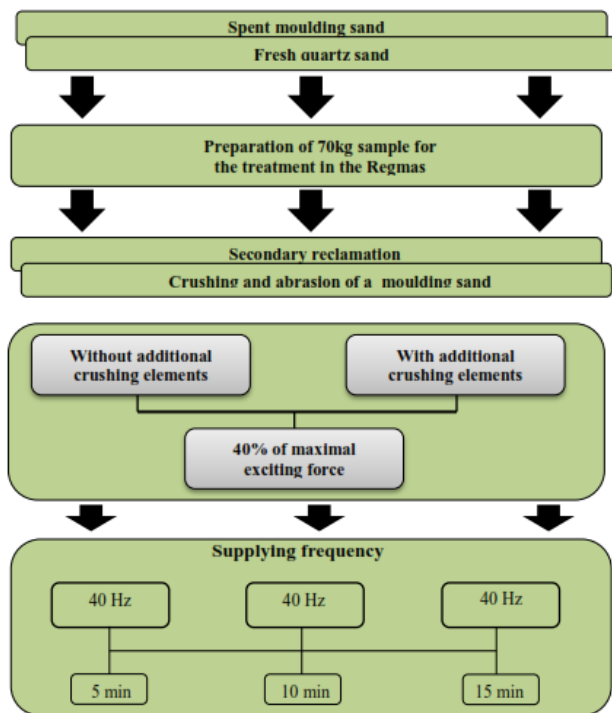 Spent moulding sand
Fresh quartz sand
Preparation of 70kg sample for
the treatment in the Regmas
Secondary reclamation
Crushing and abrasion of a moulding sand
Without additional
crushing elements
With additional
crushing elements
40% of maximal
exciting force
Supplying frequency
40 Hz
40 Hz
40 Hz
5 min
10 min
15 min